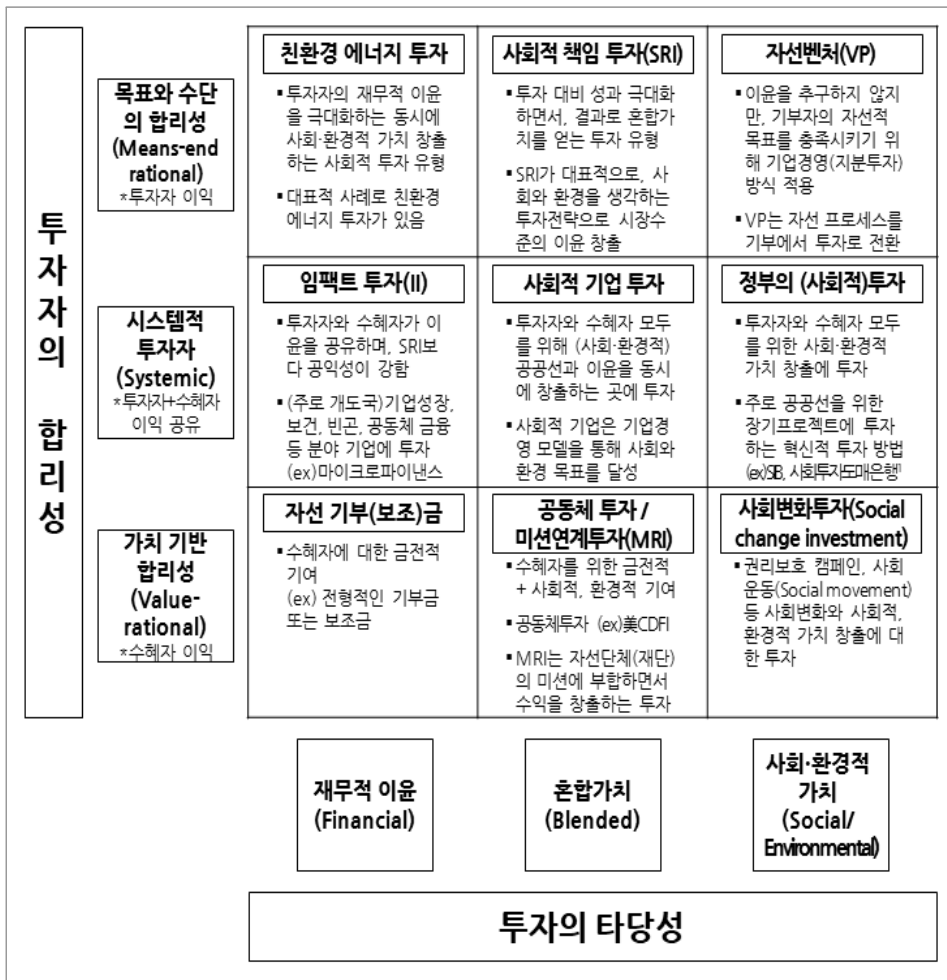 투자자의 합리성
목표와 수단
의 합리성
(Means-end
rational)
*투자자 이익
친환경 에너지 투자
▪투자자의 재무적 이윤
을 극대화하는 동시에
사회·환경적 가치 창출
하는 사회적 투자 유형
▪대표적 사례로 친환경
에너지 투자가 있음
사회적 책임 투자(SRI)
▪투자 대비 성과 극대화
하면서, 결과로 혼합가
치를 얻는 투자 유형
▪SRI가 대표적으로, 사
회와 환경을 생각하는
투자전략으로 시장수
준의 이윤 창출
자선벤처(VP)
▪이윤을 추구하지 않지
만, 기부자의 자선적
목표를 충족시키기 위
해 기업경영(지분투자)
방식 적용
▪VP는 자선 프로세스를
기부에서 투자로 전환
시스템적
투자자
(Systemic)
*투자자+수혜자
이익 공유
임팩트 투자(II)
▪투자자와 수혜자가 이
윤을 공유하며, SRI보
다 공익성이 강함
▪(주로 개도국)기업성장,
보건, 빈곤, 공동체 금융
등 분야 기업에 투자
(ex)마이크로파이낸스
사회적 기업 투자
▪투자자와 수혜자 모두
를 위해 (사회·환경적)
공공선과 이윤을 동시
에 창출하는 곳에 투자
▪사회적 기업은 기업경
영 모델을 통해 사회와
환경 목표를 달성
정부의 (사회적)투자
▪투자자와 수혜자 모두
를 위한 사회·환경적
가치 창출에 투자
▪주로 공공선을 위한
장기프로젝트에 투자
하는 혁신적 투자 방법
(ex)SIB, 사회투자도매은행¹
가치 기반
합리성
(Value-
rational)
*수혜자 이익
자선 기부(보조)금
▪수혜자에 대한 금전적
기여
(ex) 전형적인 기부금
또는 보조금
공동체 투자 /
미션연계투자(MRI)
▪수혜자를 위한 금전적
+ 사회적, 환경적 기여
▪공동체투자 (ex)美CDFI
▪MRI는 자선단체(재단)
의 미션에 부합하면서
수익을 창출하는 투자
사회변화투자(Social
change investment)
▪권리보호 캠페인, 사회
운동(Social movement)
등 사회변화와 사회적,
환경적 가치 창출에 대
한 투자
재무적 이윤
(Financial)
혼합가치
(Blended)
사회·환경적
가치
(Social/
Environmental)
투자의 타당성